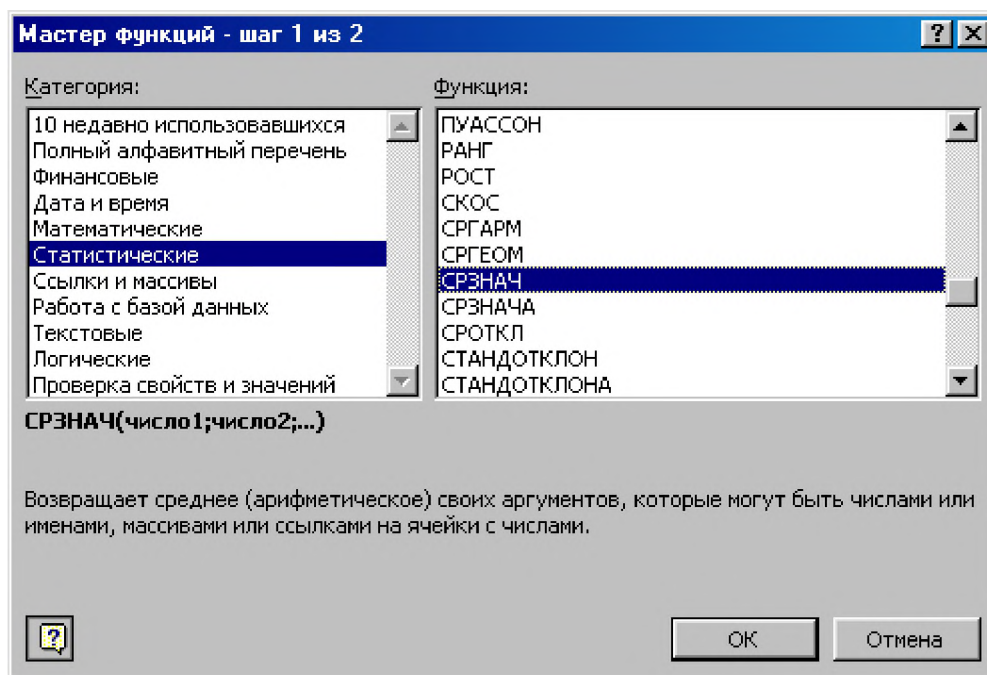 Мастер функций - шаг 1 из 2
Категория:
10 недавно использовавшихся
Полный алфавитный перечень
Финансовые
Дата и время
Математические
Статистические
Ссылки и массивы
Работа с базой данных
Текстовые
Логические
Проверка свойств и значений
Функция:
ПУАССОН
РАНГ
РОСТ
СКОС
СРГАРМ
СРГЕОМ
СРЗНАЧ
СРЗНАЧА
СРОТКЛ
СТАНДОТКЛОН
СТАНДОТКЛОНА
СРЗНАЧ(число1;число2;...)
Возвращает среднее (арифметическое) своих аргументов, которые могут быть числами или
именами, массивами или ссылками на ячейки с числами.
ОК
Отмена